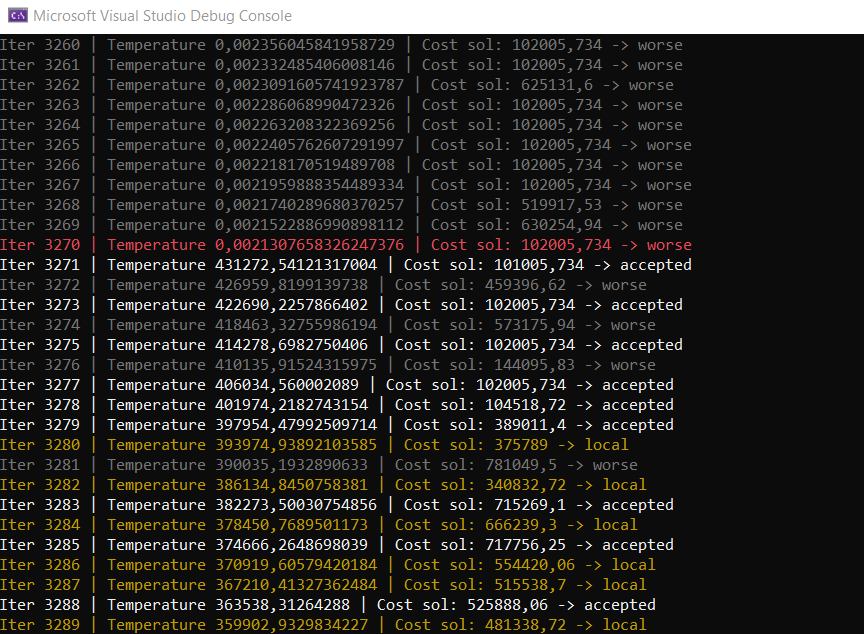 Microsoft Visual Studio Debug Console
Iter 3260 | Temperature 0,002356045841958729 | Cost sol: 102005,734 -> worse
Iter 3261 | Temperature 0,002332485406008146 | Cost sol: 102005,734 -> worse
Iter 3262 | Temperature 0,0023091605741923787 | Cost sol: 625131,6 -> worse
Iter 3263 | Temperature 0,002286068990472326 | Cost sol: 102005,734 -> worse
Iter 3264 | Temperature 0,002263208322369256 | Cost sol: 102005,734 -> worse
Iter 3265 | Temperature 0,0022405762607291997 | Cost sol: 102005,734 -> worse
Iter 3266 | Temperature 0,002218170519489708 | Cost sol: 102005,734 -> worse
Iter 3267 | Temperature 0,0021959888354489334 | Cost sol: 102005,734 -> worse
Iter 3268 | Temperature 0,0021740289680370257 | Cost sol: 519917,53 -> worse
Iter 3269 | Temperature 0,0021522886990898112 | Cost sol: 630254,94 -> worse
Iter 3270 | Temperature 0,0021307658326247376 | Cost sol: 102005,734 -> worse
Iter 3271 | Temperature 431272,54121317004 | Cost sol: 101005,734 -> accepted
Iter 3272 | Temperature 426959,8199139738 | Cost sol: 459396,62 -> worse
Iter 3273 | Temperature 422690,2257866402 | Cost sol: 102005,734 -> accepted
Iter 3274 | Temperature 418463,32755986194 | Cost sol: 573175,94 -> worse
Iter 3275 | Temperature 414278,6982750406 | Cost sol: 102005,734 -> accepted
Iter 3276 | Temperature 410135,91524315975 | Cost sol: 144095,83 -> worse
Iter 3277 | Temperature 406034,560002089 | Cost sol: 102005,734 -> accepted
Iter 3278 | Temperature 401974,2182743154 | Cost sol: 104518,72 -> accepted
Iter 3279 | Temperature 397954,47992509714 | Cost sol: 389011,4 -> accepted
Iter 3280 | Temperature 393974,93892103585 | Cost sol: 375789 -> local
Iter 3281 | Temperature 390035,1932890633 | Cost sol: 781049,5 -> worse
Iter 3282 | Temperature 386134,8450758381 | Cost sol: 340832,72 -> local
Iter 3283 | Temperature 382273,50030754856 | Cost sol: 715269,1 -> accepted
Iter 3284 | Temperature 378450,7689501173 | Cost sol: 666239,3 -> local
Iter 3285 | Temperature 374666,2648698039 | Cost sol: 717756,25 -> accepted
Iter 3286 | Temperature 370919,60579420184 | Cost sol: 554420,06 -> local
Iter 3287 | Temperature 367210,41327362484 | Cost sol: 515538,7 -> local
Iter 3288 | Temperature 363538,31264288 | Cost sol: 525888,06 -> accepted
Iter 3289 | Temperature 359902,9329834227 | Cost sol: 481338,72 -> local